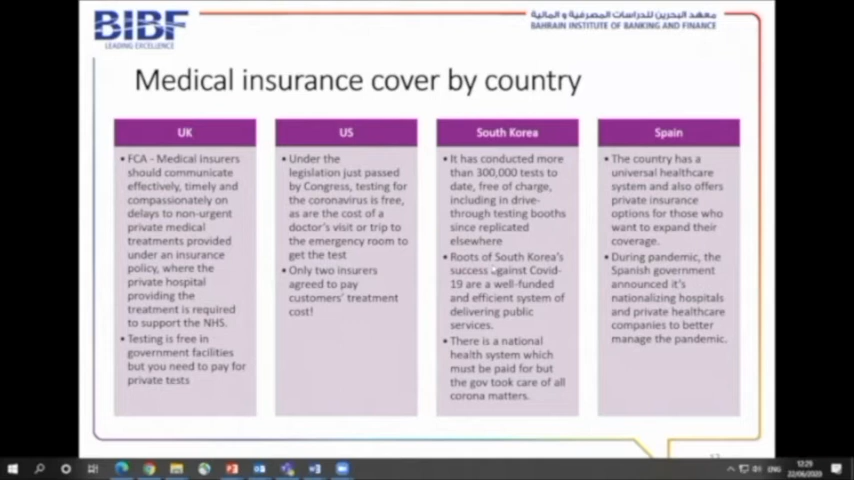 BIBF
LEADING EXCELLENCE
معهد البحرين للدراسات المصرفية و المالية
BAHRAIN INSTITUTE OF BANKING AND FINANCE
Medical insurance cover by country
UK
• FCA - Medical insurers
should communicate
effectively, timely and
compassionately on
delays to non-urgent
private medical
treatments provided
under an insurance
policy, where the
private hospital
providing the
treatment is required
to support the NHS.
• Testing is free in
government facilities
but you need to pay for
private tests
US
• Under the
legislation just passed
by Congress, testing for
the coronavirus is free,
as are the cost of a
doctor's visit or trip to
the emergency room to
get the test
• Only two insurers
agreed to pay
customers' treatment
cost!
South Korea
• It has conducted more
than 300,000 tests to
date, free of charge,
including in drive-
through testing booths
since replicated
elsewhere
• Roots of South Korea's
success against Covid-
19 are a well-funded
and efficient system of
delivering public
services.
• There is a national
health system which
must be paid for but
the gov took care of all
corona matters.
Spain
• The country has a
universal healthcare
system and also offers
private insurance
options for those who
want to expand their
coverage.
• During pandemic, the
Spanish government
announced it's
nationalizing hospitals
and private healthcare
companies to better
manage the pandemic.
ENG
12:29